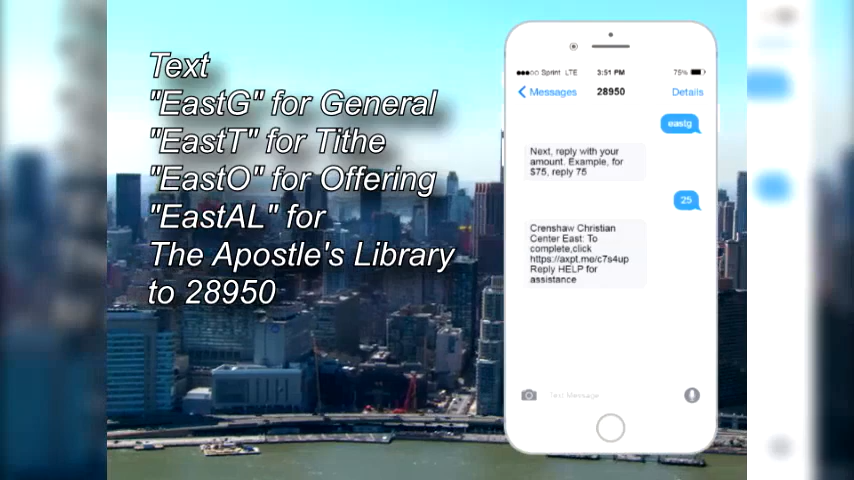 Text
"EastG" for General
"EastT" for Tithe
"EastO" for Offering
"EastAL" for
The Apostle's Library
to 28950
Sprint LTE 3:51 PM 75%
Messages 28950 Details
eastg
Next, reply with your
amount. Example, for
$75, reply 75
25
Crenshaw Christian
Center East: To
complete,click
https://axpt.me/c7s4up
Reply HELP for
assistance
Text Message